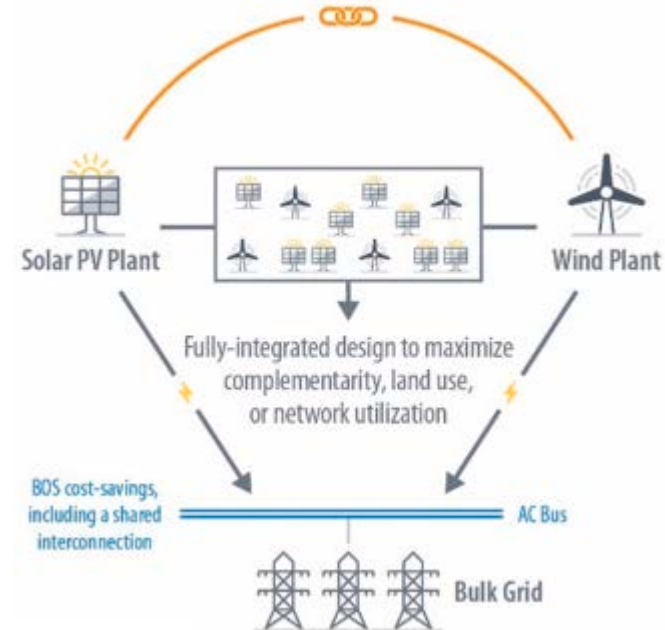 Solar PV Plant
Wind Plant
Fully-integrated design to maximize
complementarity, land use,
or network utilization
BOS cost-savings,
including a shared
interconnection
AC Bus
Bulk Grid